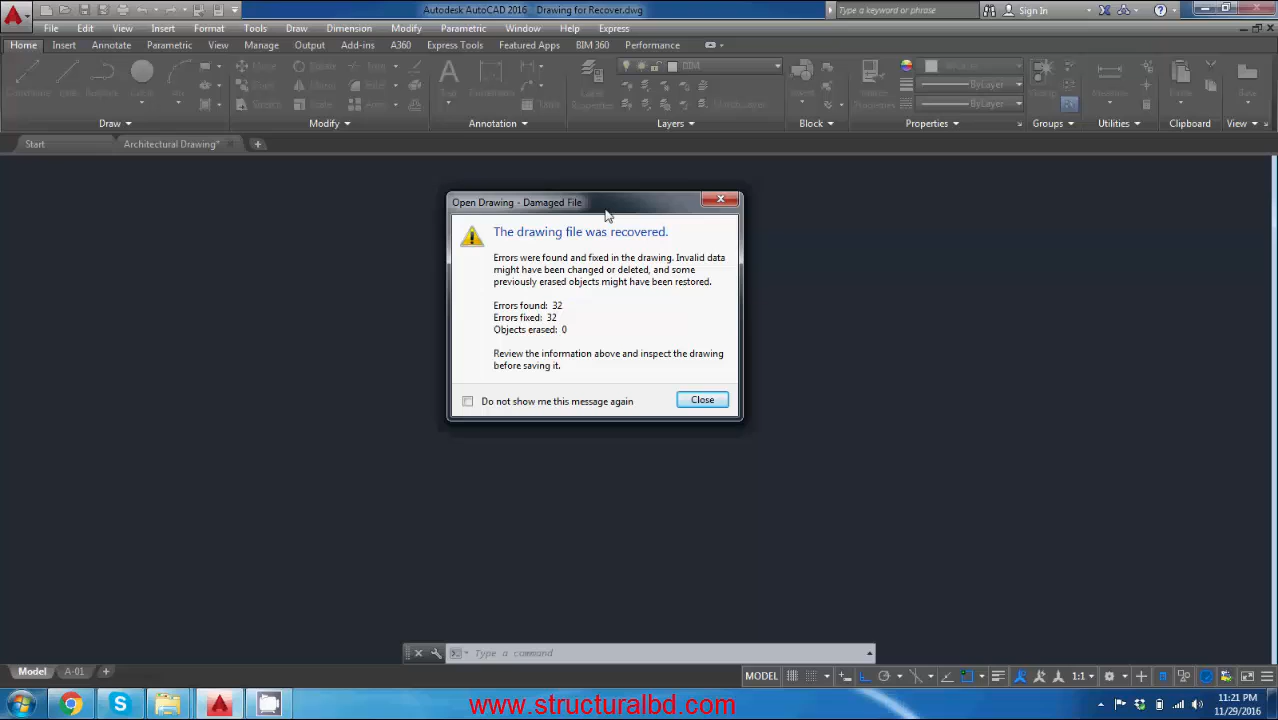 Autodesk AutoCAD 2016 Drawing for Recover.dwg
Type a keyword or phrase
Sign In
File Edit View Insert Format Tools Draw Dimension Modify Parametric Window Help Express
Home Insert Annotate Parametric View Manage Output Add-ins A360 Express Tools Featured Apps BIM 360 Performance
DIM
ByLayer
ByLayer
Draw Modify Annotation Layers Block Properties Groups Utilities Clipboard View
Start Architectural Drawing* +
Open Drawing - Damaged File
The drawing file was recovered.
Errors were found and fixed in the drawing. Invalid data
might have been changed or deleted, and some
previously erased objects might have been restored.
Errors found: 32
Errors fixed: 32
Objects erased: 0
Review the information above and inspect the drawing
before saving it.
Do not show me this message again
Close
Type a command
Model A-01 +
MODEL
1:1
www.structuralbd.com
11:21 PM
11/29/2016